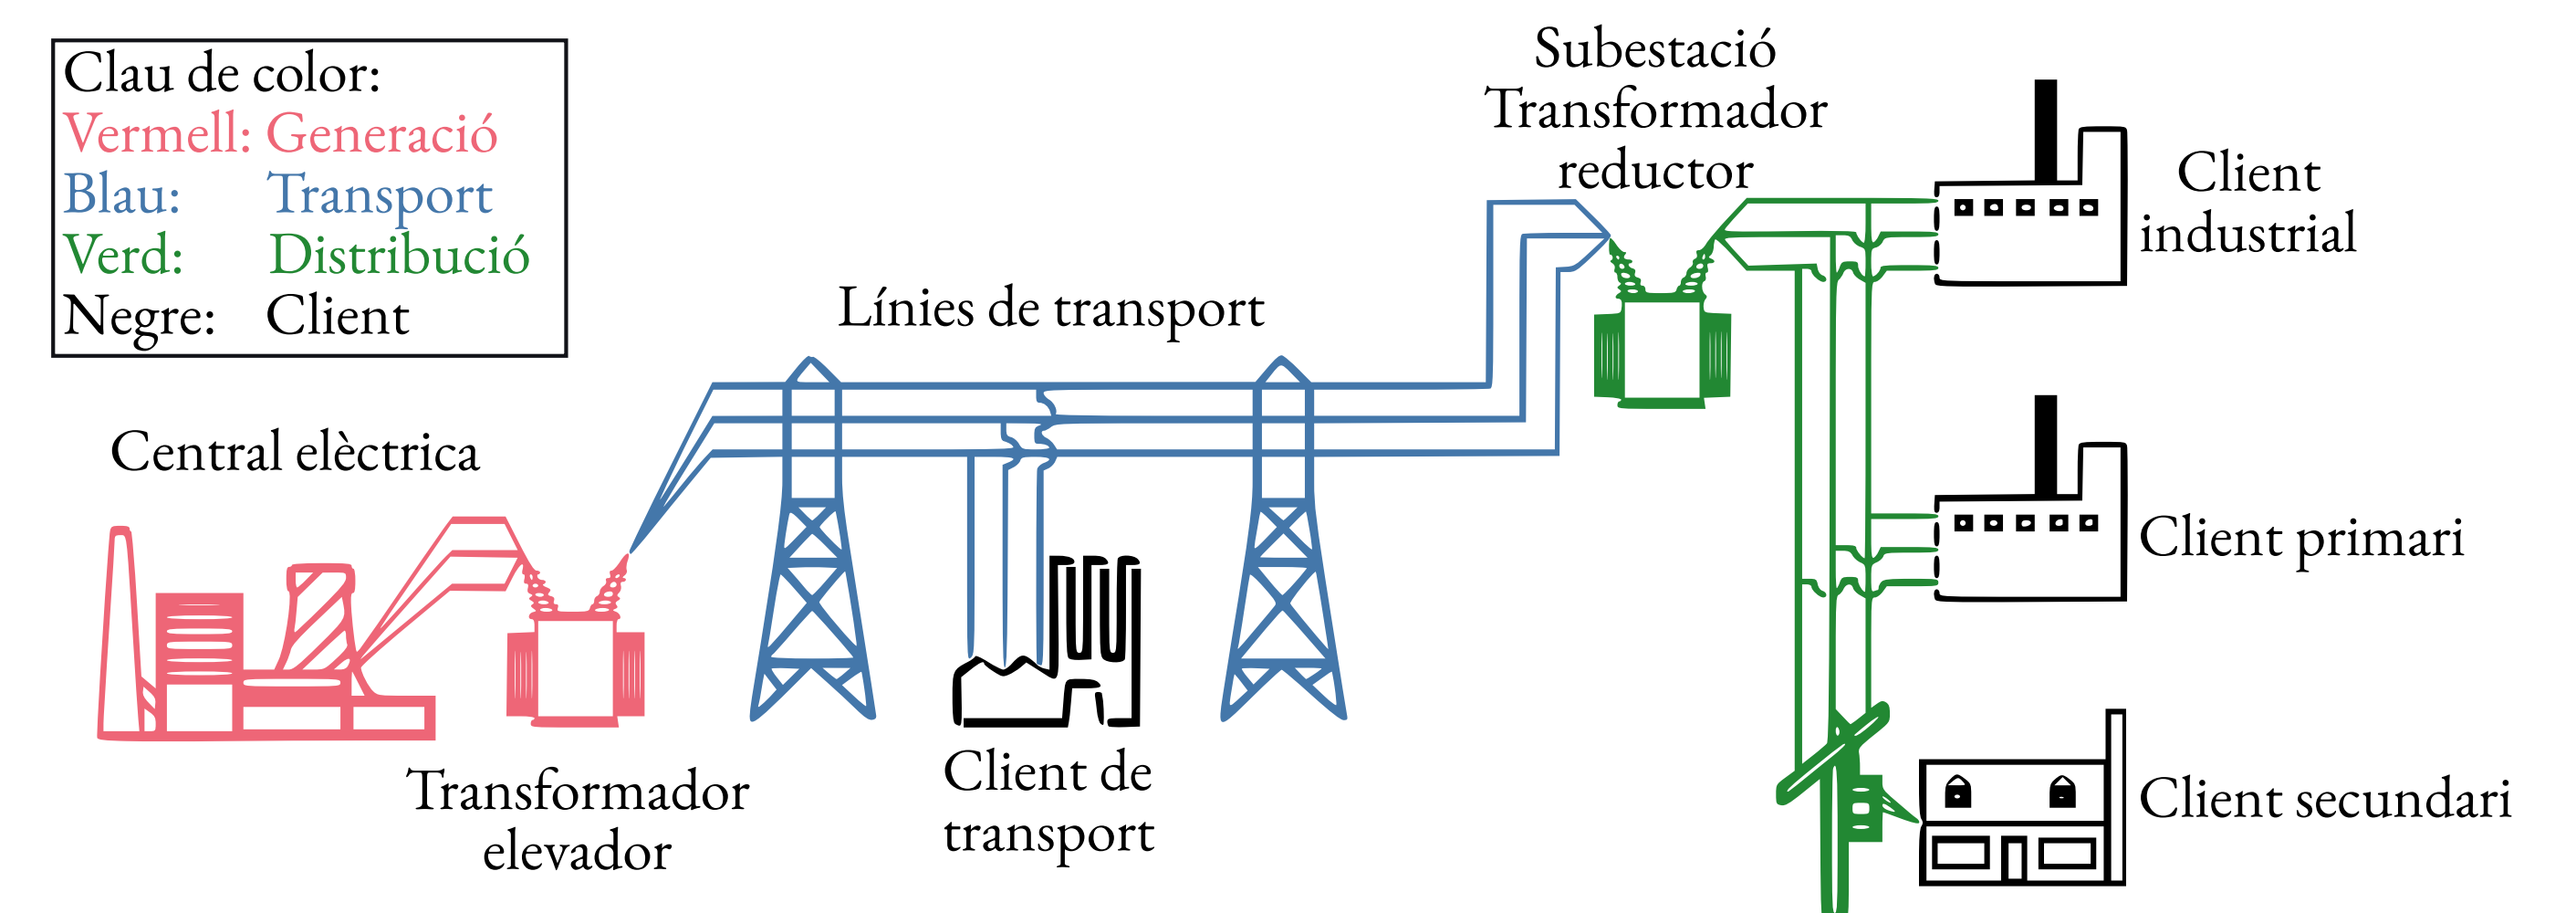 Clau de color:
Vermell: Generació
Blau: Transport
Verd: Distribució
Negre: Client
Central elèctrica
Transformador
elevador
Línies de transport
Client de
transport
Subestació
Transformador
reductor
Client
industrial
Client primari
Client secundari